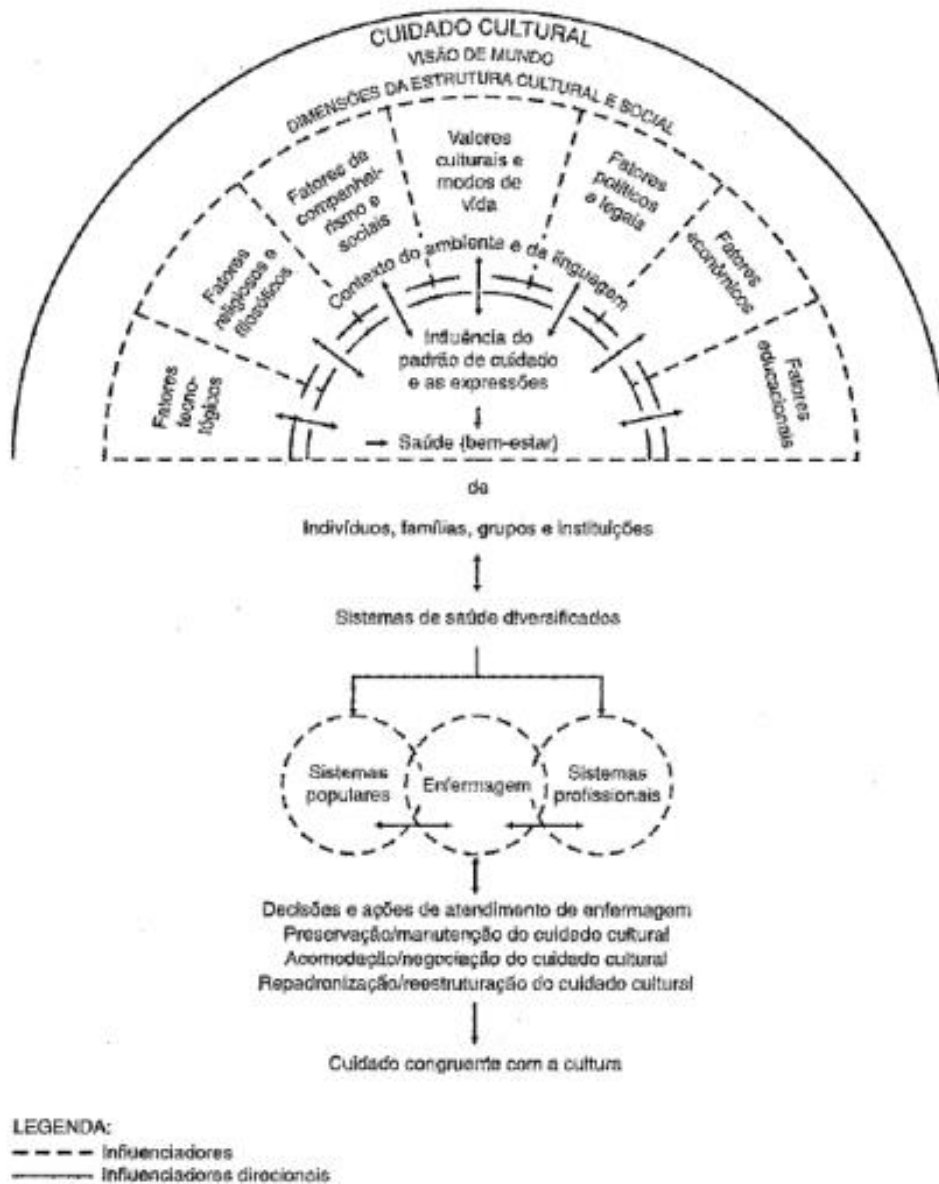 CUIDADO CULTURAL
VISÃO DE MUNDO
DIMENSÕES DA ESTRUTURA CULTURAL E SOCIAL
Fatores
tecno-
lógicos
Fatores
religiosos e
filosóficos
Fatores de
companhei-
rismo e
sociais
Valores
culturais e
modos de
vida
Fatores
políticos
e legais
Fatores
econômicos
Fatores
educacionais
Contexto do ambiente e da linguagem
Influência do
padrão de cuidado
e as expressões
Saúde (bem-estar)
de
Indivíduos, famílias, grupos e instituições
Sistemas de saúde diversificados
Sistemas
populares
Enfermagem
Sistemas
profissionais
Decisões e ações de atendimento de enfermagem
Preservação/manutenção do cuidado cultural
Acomodação/negociação do cuidado cultural
Repadronização/reestruturação do cuidado cultural
Cuidado congruente com a cultura
LEGENDA:
Influenciadores
Influenciadores direcionais